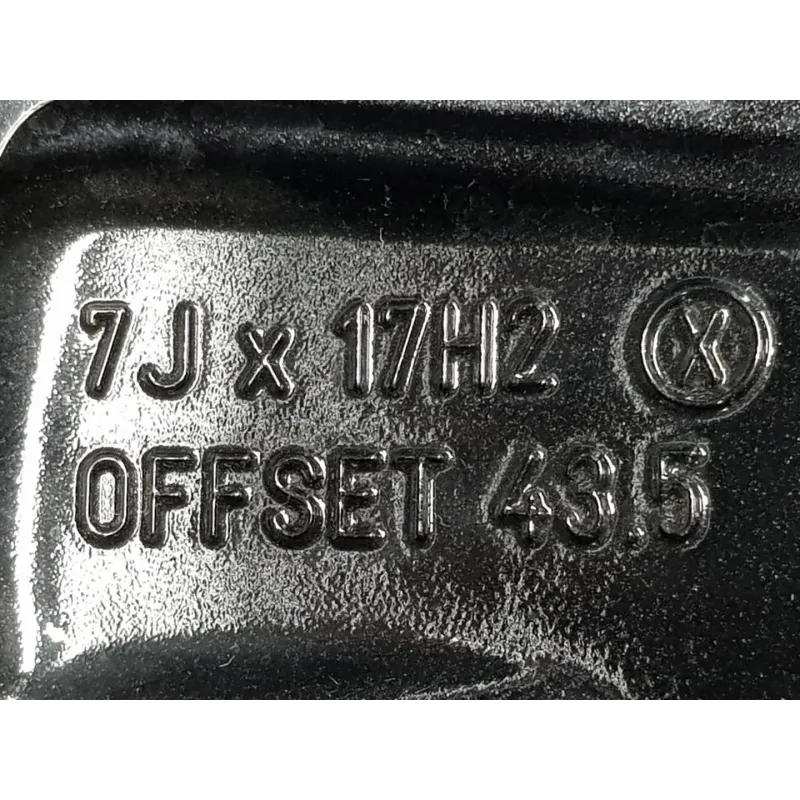 7J x 17H2 X
OFFSET 43.5